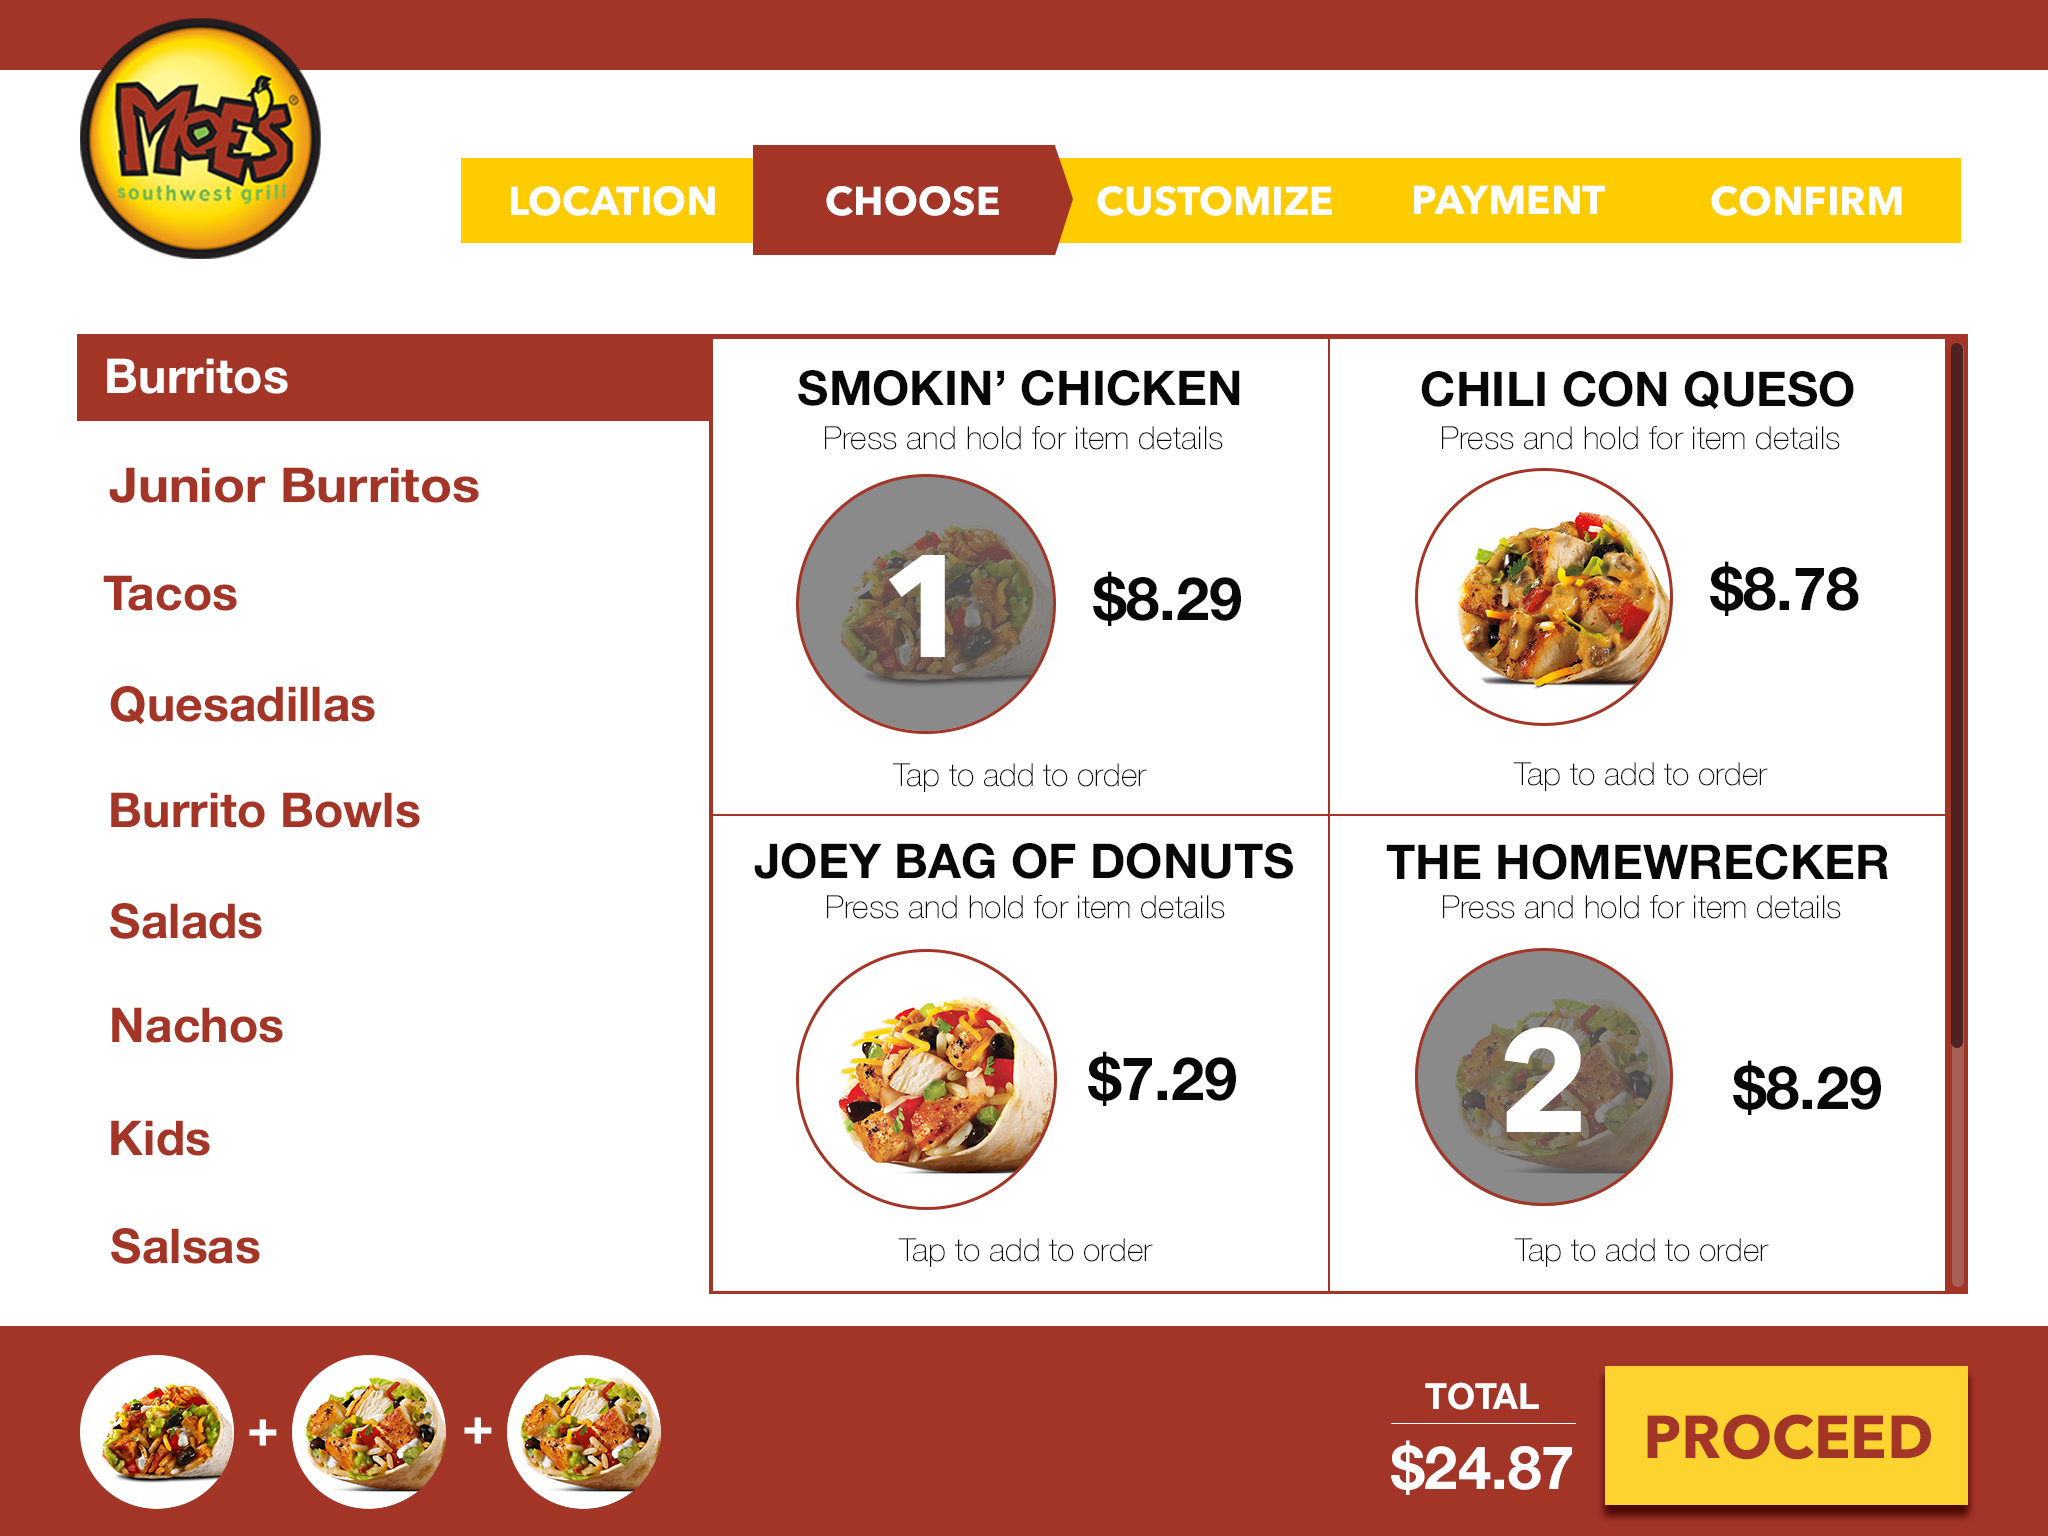 MOE'S®
southwest grill
LOCATION
CHOOSE
CUSTOMIZE
PAYMENT
CONFIRM
Burritos
Junior Burritos
Tacos
Quesadillas
Burrito Bowls
Salads
Nachos
Kids
Salsas
SMOKIN’ CHICKEN
Press and hold for item details
1
$8.29
Tap to add to order
CHILI CON QUESO
Press and hold for item details
$8.78
Tap to add to order
JOEY BAG OF DONUTS
Press and hold for item details
$7.29
Tap to add to order
THE HOMEWRECKER
Press and hold for item details
2
$8.29
Tap to add to order
+
+
TOTAL
$24.87
PROCEED